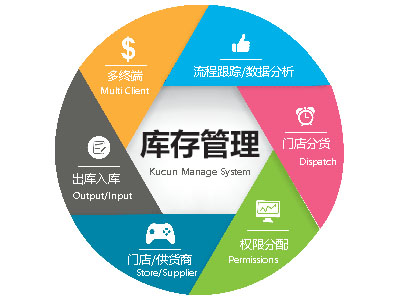 多终端
Multi Client
流程跟踪/数据分析
门店分货
Dispatch
库存管理
Kucun Manage System
出库入库
Output/Input
权限分配
Permissions
门店/供货商
Store/Supplier